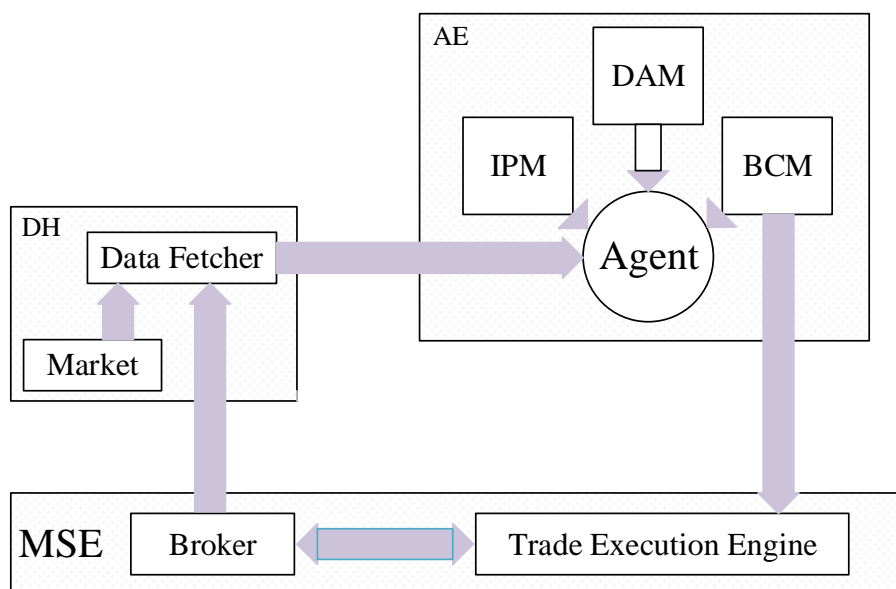 AE
DAM
IPM
BCM
DH
Data Fetcher
Agent
Market
MSE
Broker
Trade Execution Engine